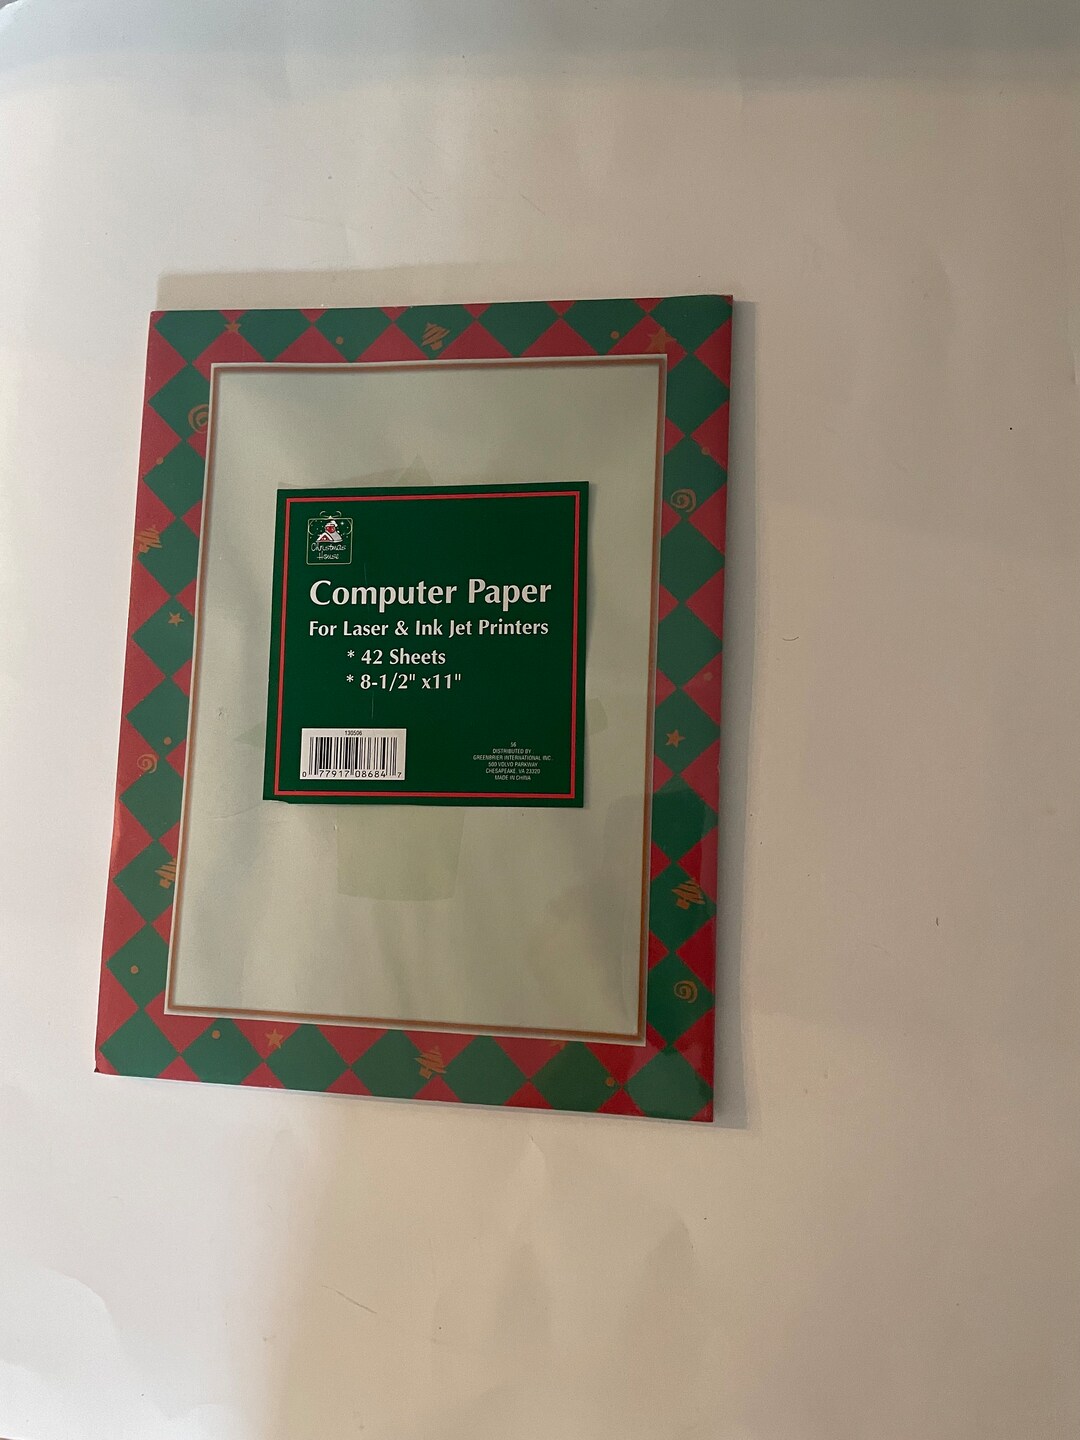 Christmas
House
Computer Paper
For Laser & Ink Jet Printers
* 42 Sheets
* 8-1/2" x11"
130506
0 77917 08684 7
58
DISTRIBUTED BY
GREENBRIER INTERNATIONAL INC.
500 VOLVO PARKWAY
CHESAPEAKE, VA 23320
MADE IN CHINA